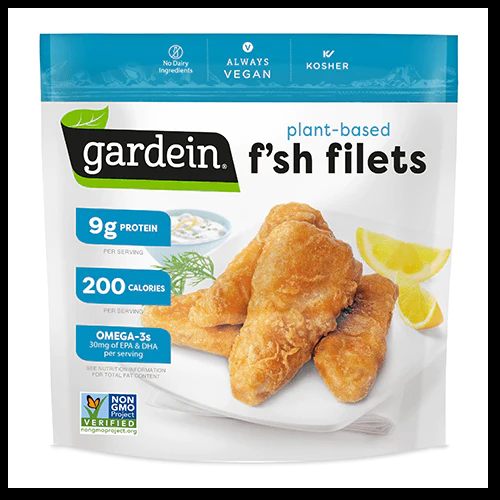 No Dairy
Ingredients
V
ALWAYS
VEGAN
KV
KOSHER
gardein®
plant-based
f'sh filets
9g PROTEIN
PER SERVING
200 CALORIES
PER SERVING
OMEGA-3s
30mg of EPA & DHA
per serving
SEE NUTRITION INFORMATION
FOR TOTAL FAT CONTENT
NON
GMO
Project
VERIFIED
nongmoproject.org